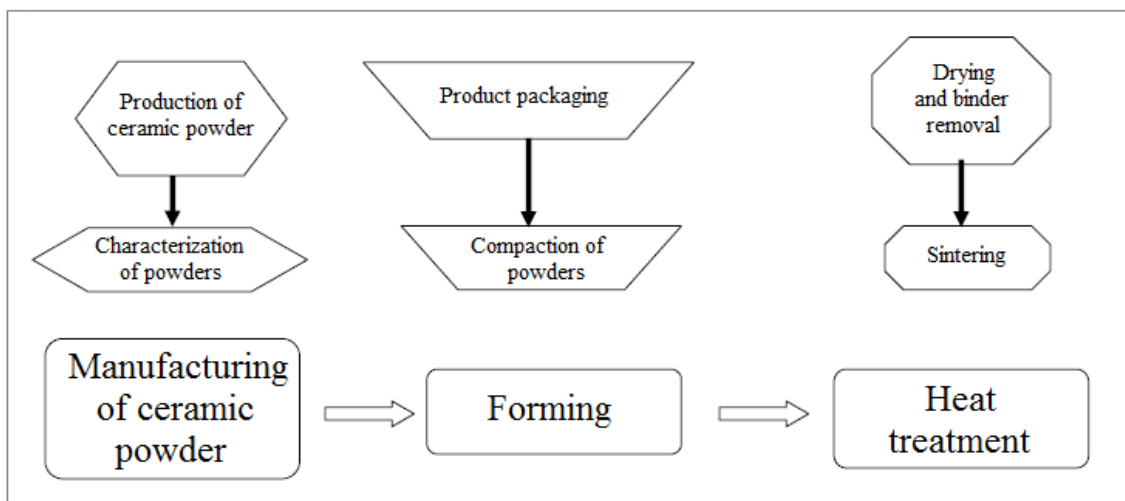 Production of
ceramic powder
Product packaging
Drying
and binder
removal
Characterization
of powders
Compaction of
powders
Sintering
Manufacturing
of ceramic
powder
Forming
Heat
treatment